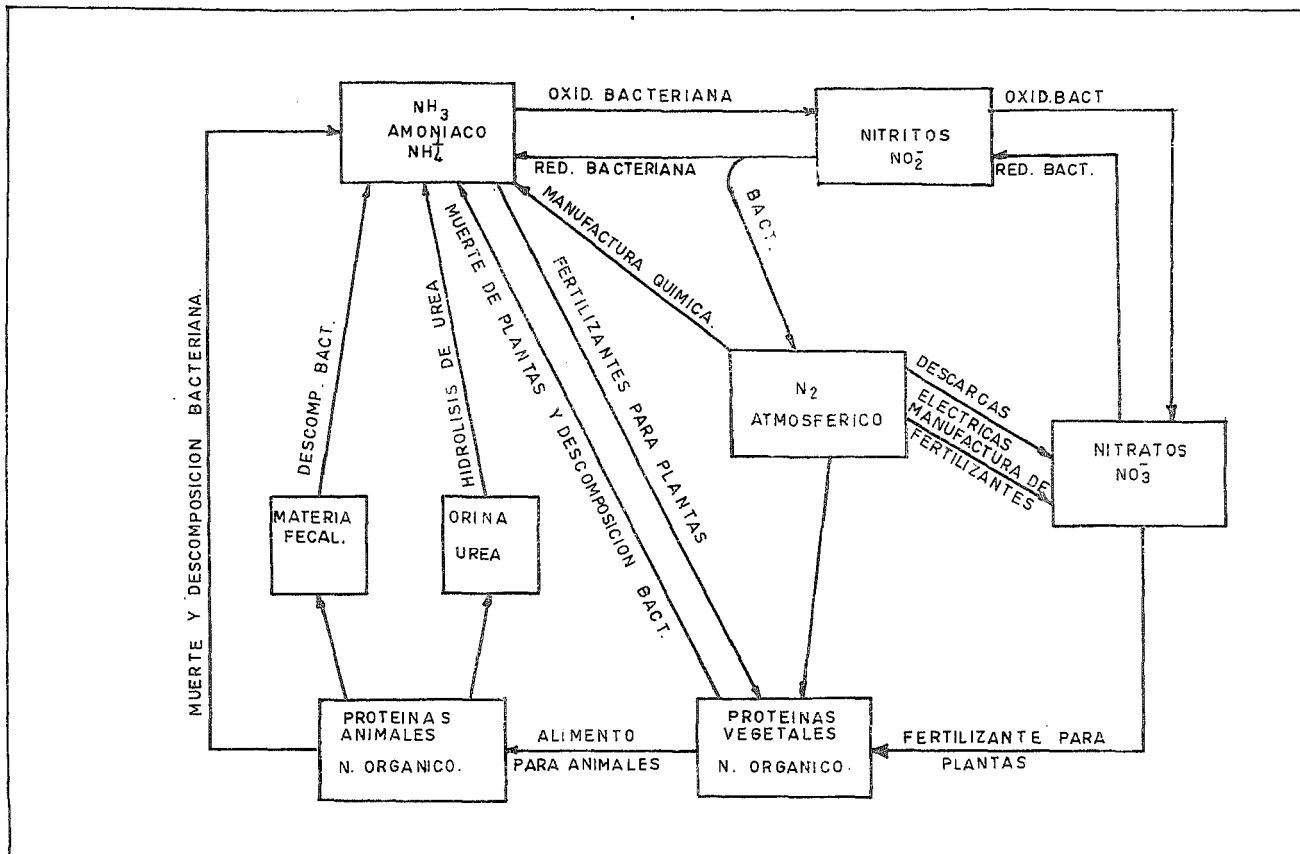 NH3
AMONIACO
NH4+
OXID. BACTERIANA
RED. BACTERIANA
NITRITOS
NO2-
OXID.BACT
RED. BACT.
BACT.
MANUFACTURA QUIMICA.
MUERTE DE PLANTAS Y DESCOMPOSICION BACT.
FERTILIZANTES PARA PLANTAS
HIDROLISIS DE UREA
DESCOMP. BACT.
MUERTE Y DESCOMPOSICION BACTERIANA.
N2
ATMOSFERICO
DESCARGAS
ELECTRICAS
MANUFACTURA DE
FERTILIZANTES
NITRATOS
NO3-
MATERIA
FECAL.
ORINA
UREA
PROTEINAS
ANIMALES
N. ORGANICO.
ALIMENTO
PARA ANIMALES
PROTEINAS
VEGETALES
N. ORGANICO.
FERTILIZANTE PARA
PLANTAS